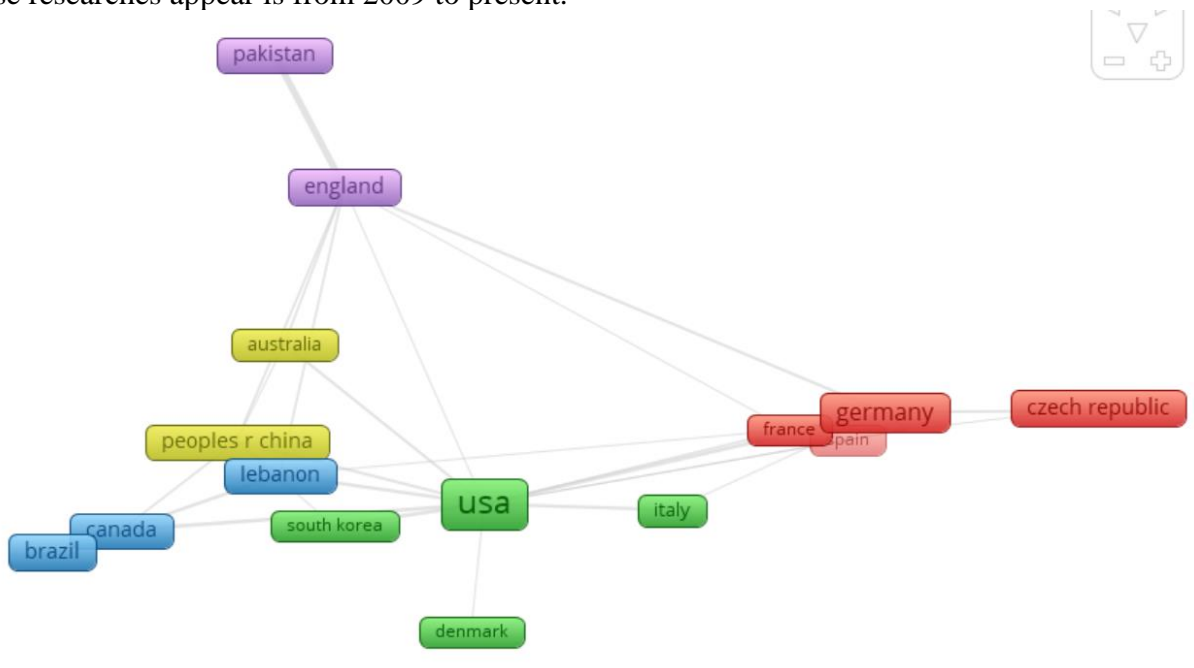 se researches appear is from 2009 to present.
pakistan
england
australia
germany
czech republic
france
spain
peoples r china
lebanon
usa
italy
south korea
canada
brazil
denmark